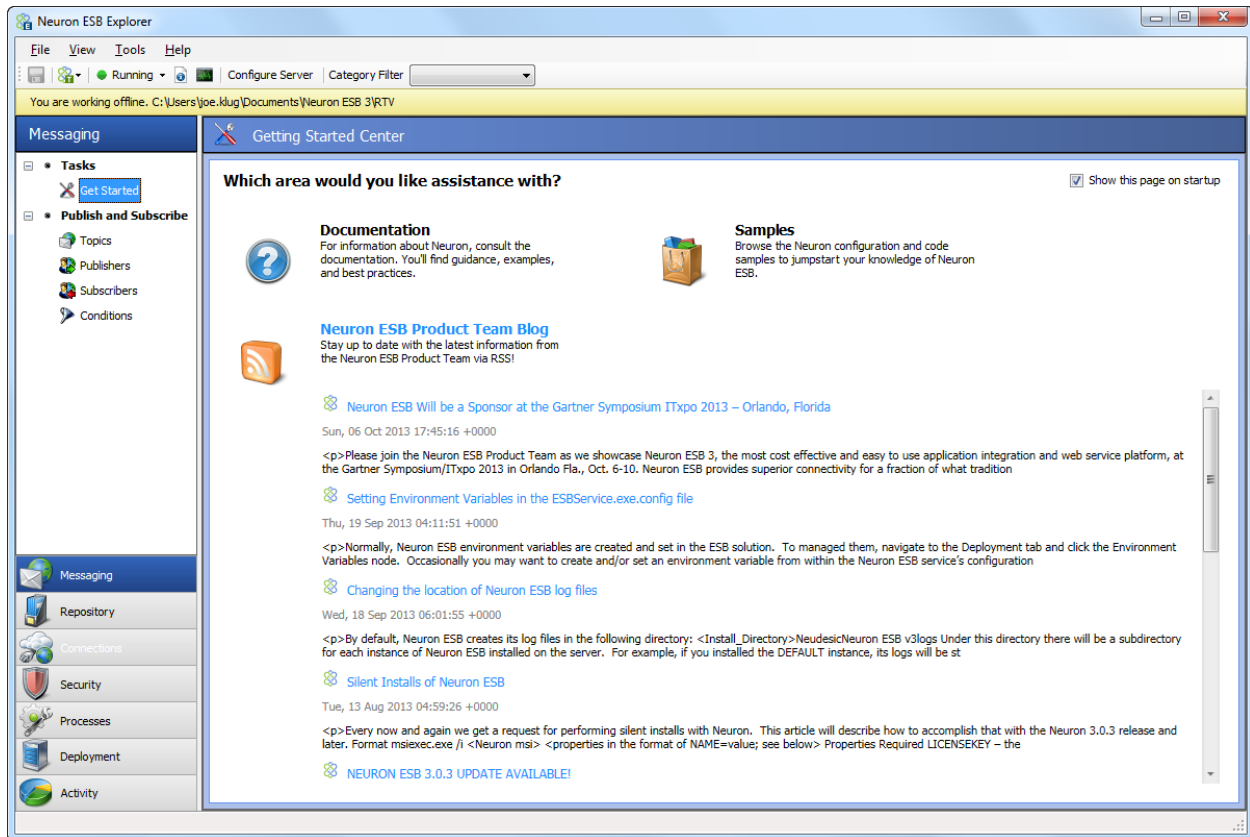 Neuron ESB Explorer
File View Tools Help
Running Configure Server Category Filter
You are working offline. C:\Users\joe.klug\Documents\Neuron ESB 3\RTV
Messaging
Getting Started Center
Tasks
Get Started
Publish and Subscribe
Topics
Publishers
Subscribers
Conditions
Which area would you like assistance with?
Show this page on startup
Documentation
For information about Neuron, consult the
documentation. You'll find guidance, examples,
and best practices.
Samples
Browse the Neuron configuration and code
samples to jumpstart your knowledge of Neuron
ESB.
Neuron ESB Product Team Blog
Stay up to date with the latest information from
the Neuron ESB Product Team via RSS!
Neuron ESB Will be a Sponsor at the Gartner Symposium ITxpo 2013 – Orlando, Florida
Sun, 06 Oct 2013 17:45:16 +0000
<p>Please join the Neuron ESB Product Team as we showcase Neuron ESB 3, the most cost effective and easy to use application integration and web service platform, at
the Gartner Symposium/ITxpo 2013 in Orlando Fla., Oct. 6-10. Neuron ESB provides superior connectivity for a fraction of what tradition
Setting Environment Variables in the ESBService.exe.config file
Thu, 19 Sep 2013 04:11:51 +0000
<p>Normally, Neuron ESB environment variables are created and set in the ESB solution. To managed them, navigate to the Deployment tab and click the Environment
Variables node. Occasionally you may want to create and/or set an environment variable from within the Neuron ESB service's configuration
Changing the location of Neuron ESB log files
Wed, 18 Sep 2013 06:01:55 +0000
<p>By default, Neuron ESB creates its log files in the following directory: <Install_Directory>NeudesicNeuron ESB v3logs Under this directory there will be a subdirectory
for each instance of Neuron ESB installed on the server. For example, if you installed the DEFAULT instance, its logs will be st
Silent Installs of Neuron ESB
Tue, 13 Aug 2013 04:59:26 +0000
<p>Every now and again we get a request for performing silent installs with Neuron. This article will describe how to accomplish that with the Neuron 3.0.3 release and
later. Format msiexec.exe /i <Neuron msi> <properties in the format of NAME=value; see below> Properties Required LICENSEKEY – the
NEURON ESB 3.0.3 UPDATE AVAILABLE!
Messaging
Repository
Connections
Security
Processes
Deployment
Activity